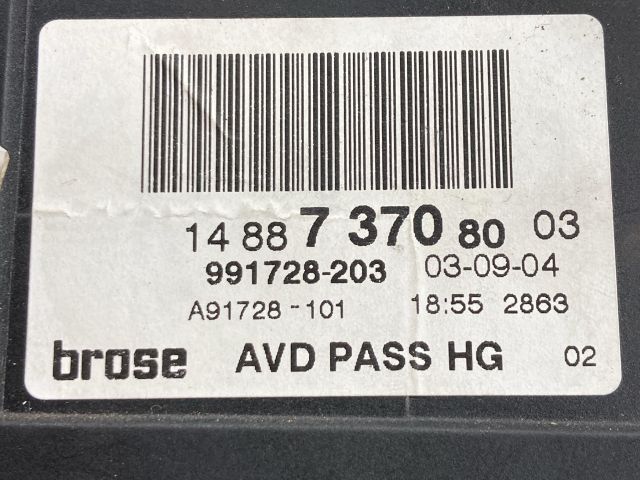 14 88 7 370 80 03
991728-203 03-09-04
A91728-101 18:55 2863
brose AVD PASS HG 02